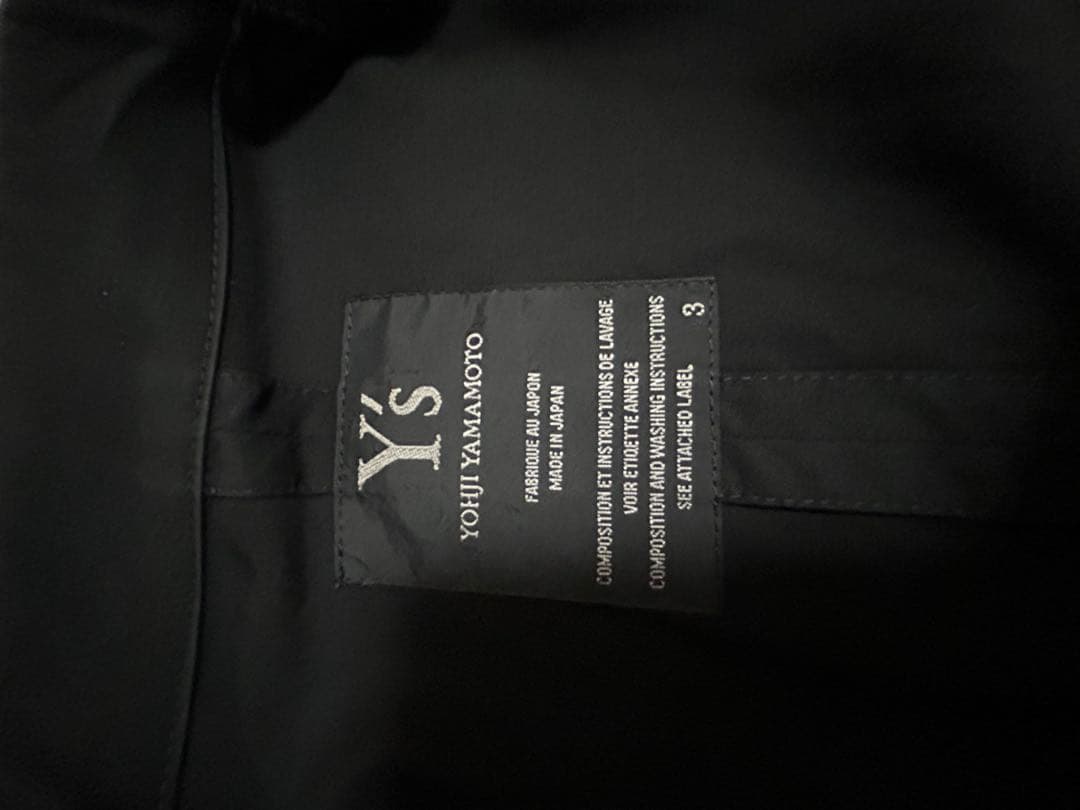 Y's
YOHJI YAMAMOTO
FABRIQUE AU JAPON
MADE IN JAPAN
COMPOSITION ET INSTRUCTIONS DE LAVAGE
VOIR ETIQETTE ANNEXE
COMPOSITION AND WASHING INSTRUCTIONS
SEE ATTACHED LABEL
3